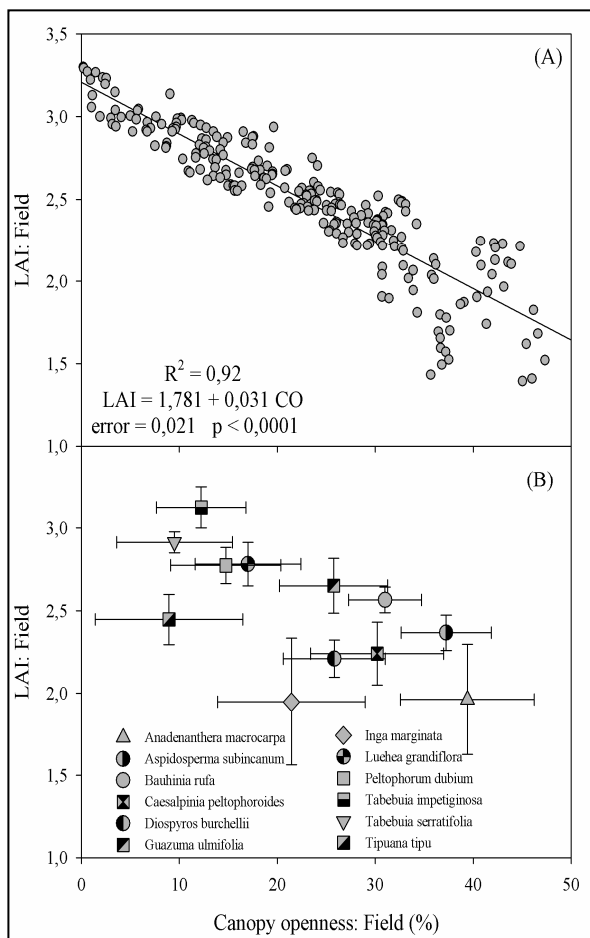 3,5
(A)
3,0
2,5
LAI: Field
2,0
1,5
R² = 0,92
LAI = 1,781 + 0,031 CO
error = 0,021 p < 0,0001
1,0
(B)
3,0
2,5
LAI: Field
2,0
Anadenanthera macrocarpa
Inga marginata
Aspidosperma subincanum
Luehea grandiflora
1,5
Bauhinia rufa
Peltophorum dubium
Caesalpinia peltophoroides
Tabebuia impetiginosa
Diospyros burchellii
Tabebuia serratifolia
Guazuma ulmifolia
Tipuana tipu
1,0
0 10 20 30 40 50
Canopy openness: Field (%)